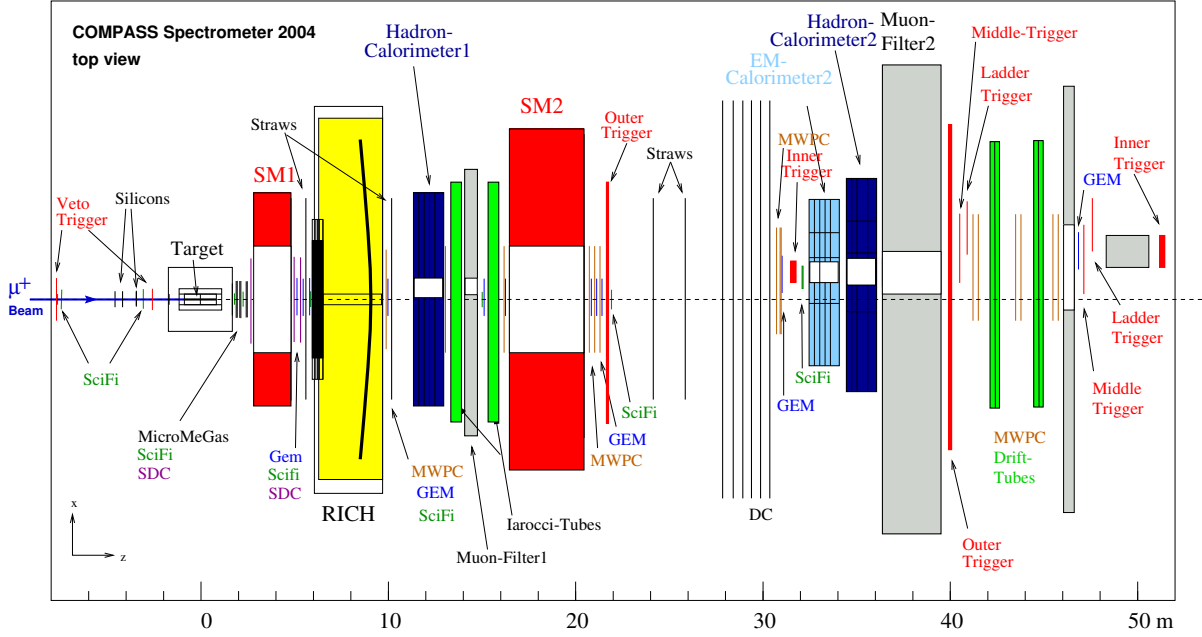 COMPASS Spectrometer 2004
top view
Hadron-
Calorimeter1
Hadron-
Calorimeter2
Muon-
Filter2
Middle-Trigger
Ladder
Trigger
EM-
Calorimeter2
SM2
Outer
Trigger
Straws
Straws
MWPC
Inner
Trigger
Inner
Trigger
GEM
SM1
Veto
Trigger
Silicons
Target
μ+
Beam
SciFi
MicroMeGas
SciFi
SDC
Gem
Scifi
SDC
RICH
MWPC
GEM
SciFi
Iarocci-Tubes
Muon-Filter1
SciFi
GEM
MWPC
DC
SciFi
GEM
Ladder
Trigger
Middle
Trigger
MWPC
Drift-
Tubes
Outer
Trigger
x
z
0 10 20 30 40 50 m